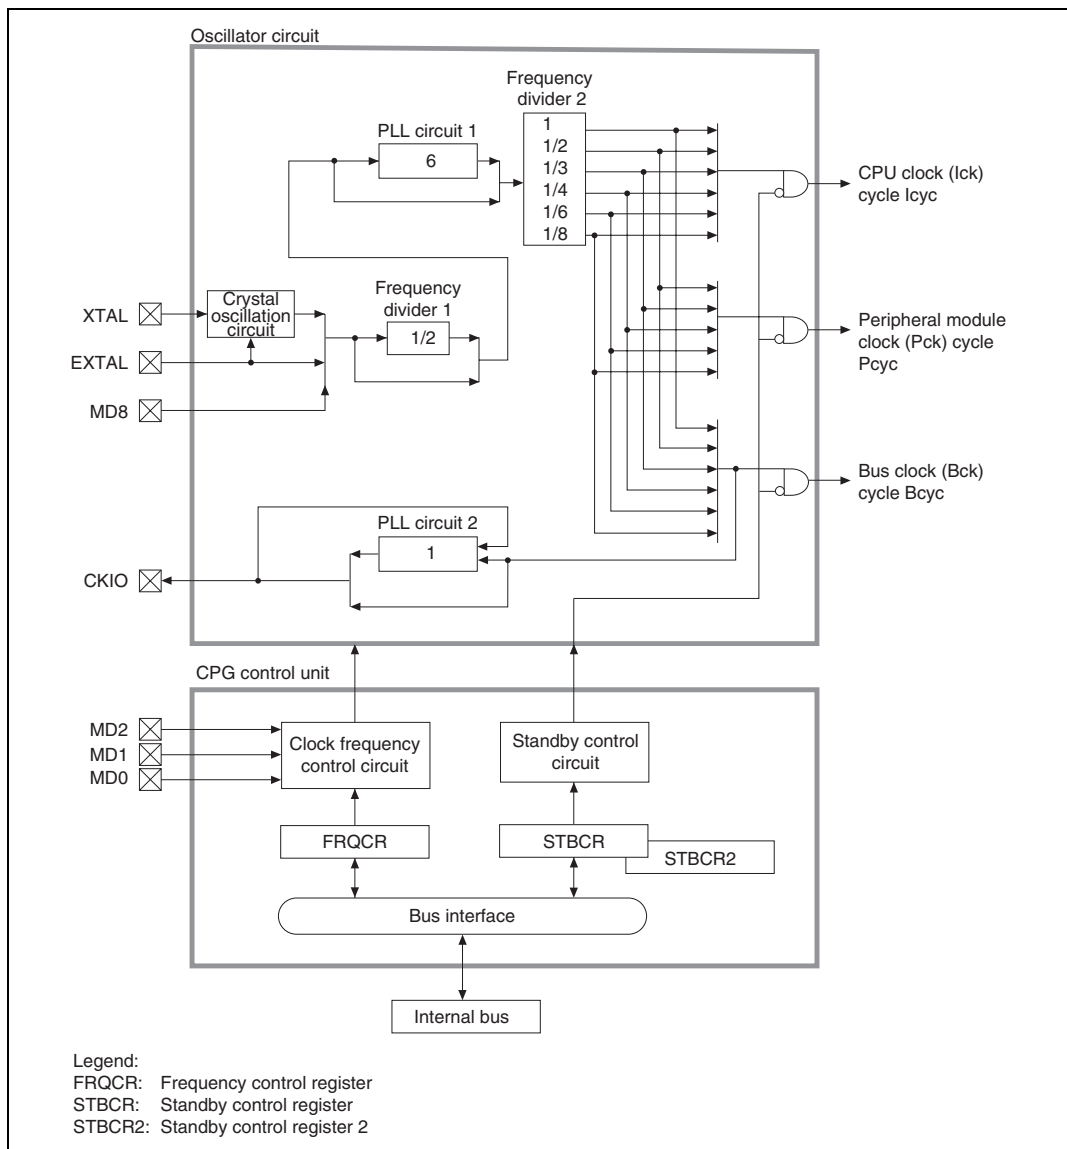 Oscillator circuit
Frequency
divider 2
PLL circuit 1
6
1
1/2
1/3
1/4
1/6
1/8
CPU clock (Ick)
cycle Icyc
XTAL
Crystal
oscillation
circuit
Frequency
divider 1
1/2
EXTAL
MD8
Peripheral module
clock (Pck) cycle
Pcyc
Bus clock (Bck)
cycle Bcyc
PLL circuit 2
1
CKIO
CPG control unit
MD2
MD1
MD0
Clock frequency
control circuit
Standby control
circuit
FRQCR
STBCR
STBCR2
Bus interface
Internal bus
Legend:
FRQCR: Frequency control register
STBCR: Standby control register
STBCR2: Standby control register 2